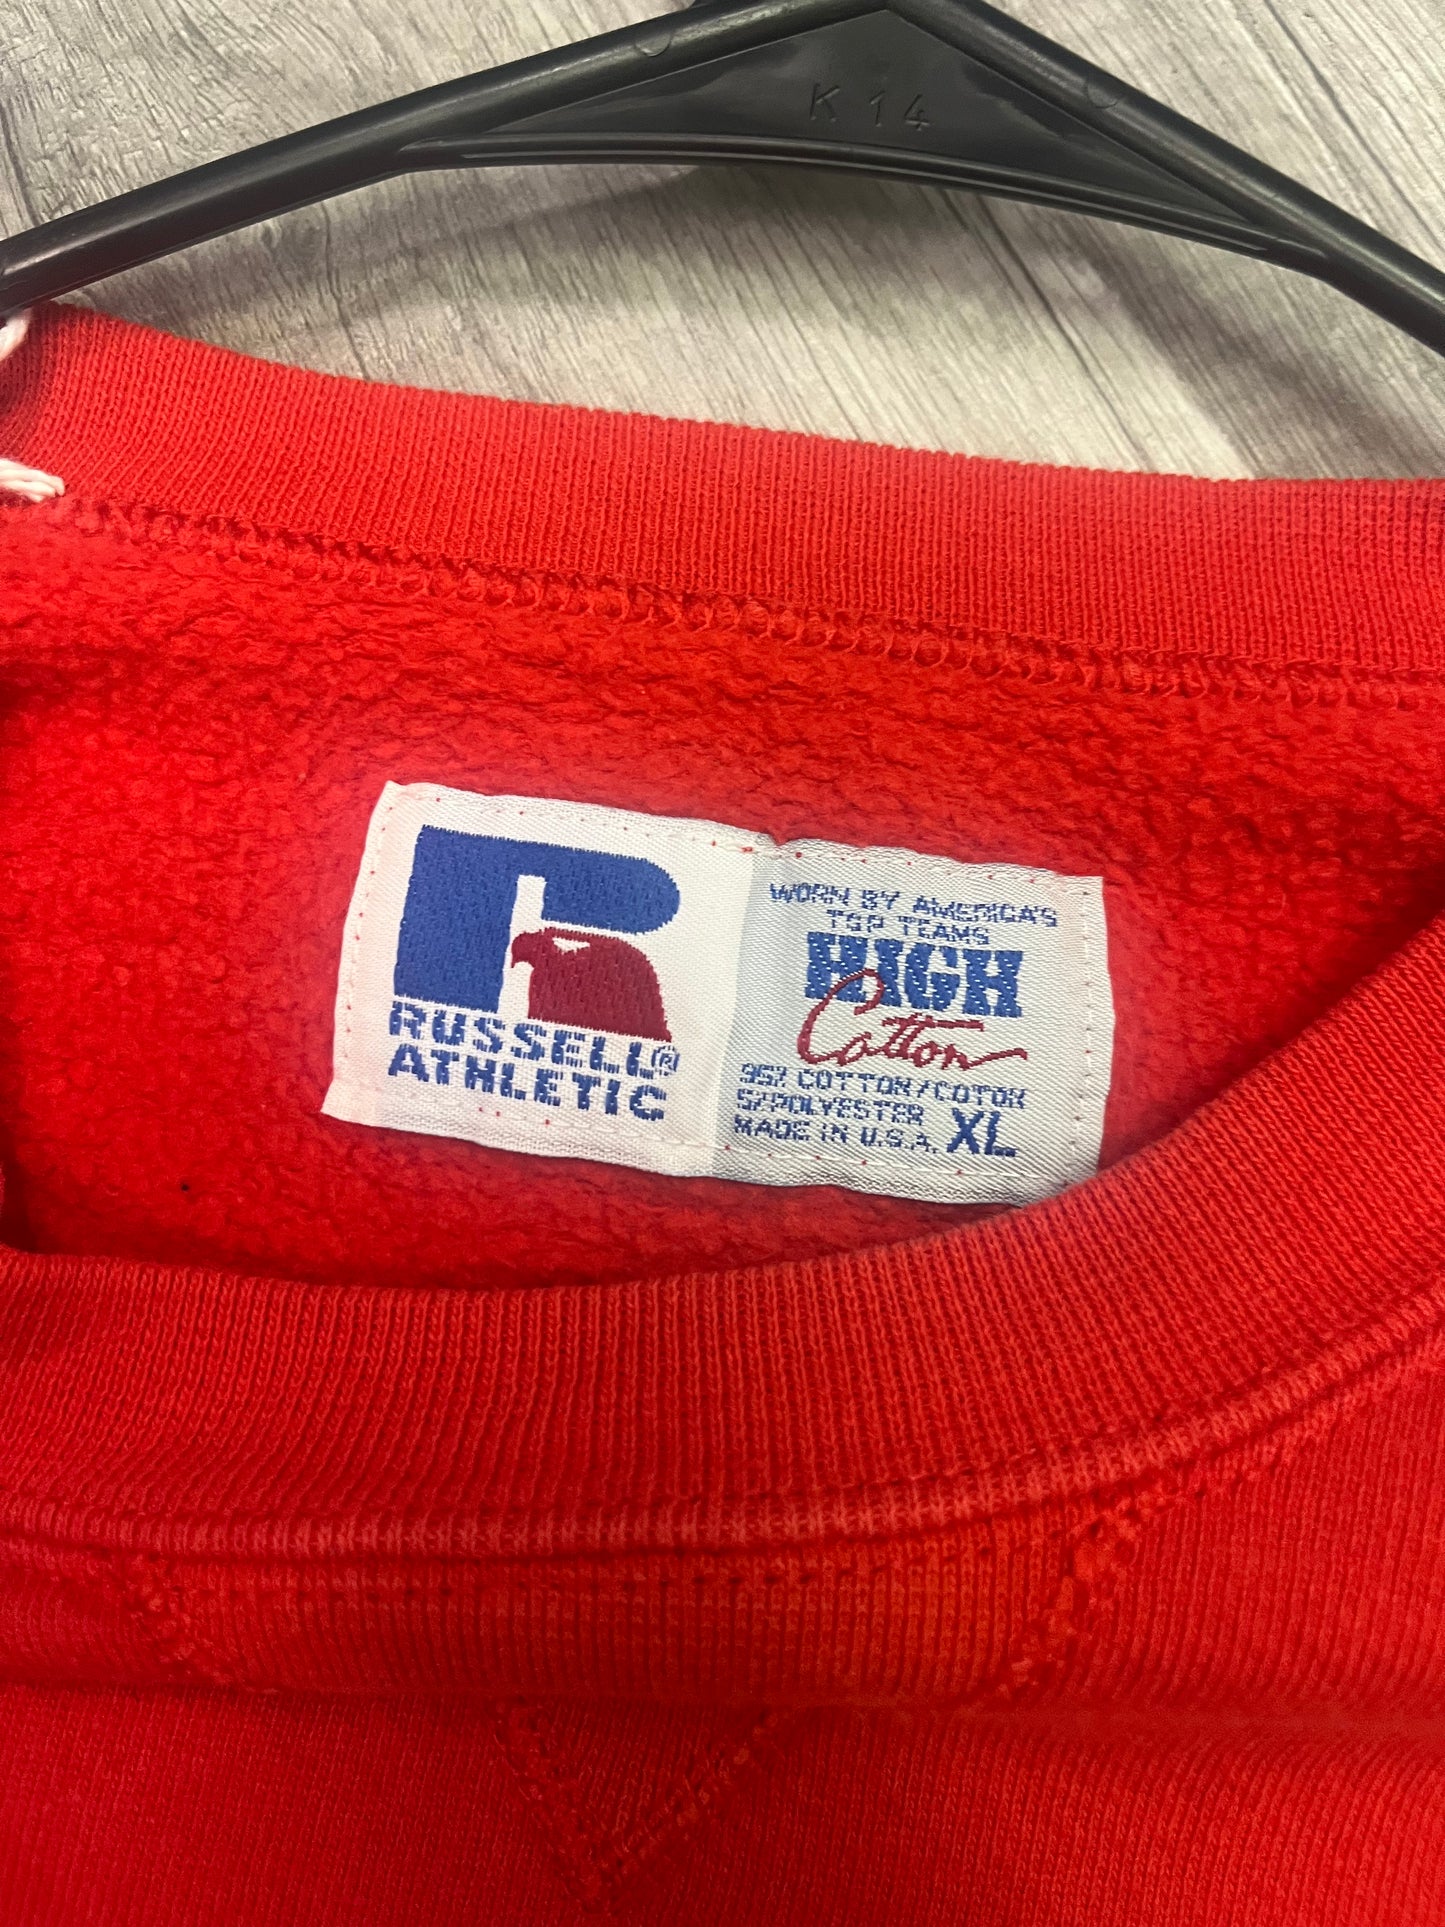 K 14
RUSSELL®
ATHLETIC
WORN BY AMERICA'S
TOP TEAMS
HIGH
Cotton
95% COTTON/COTON
5%POLYESTER
MADE IN U.S.A. XL